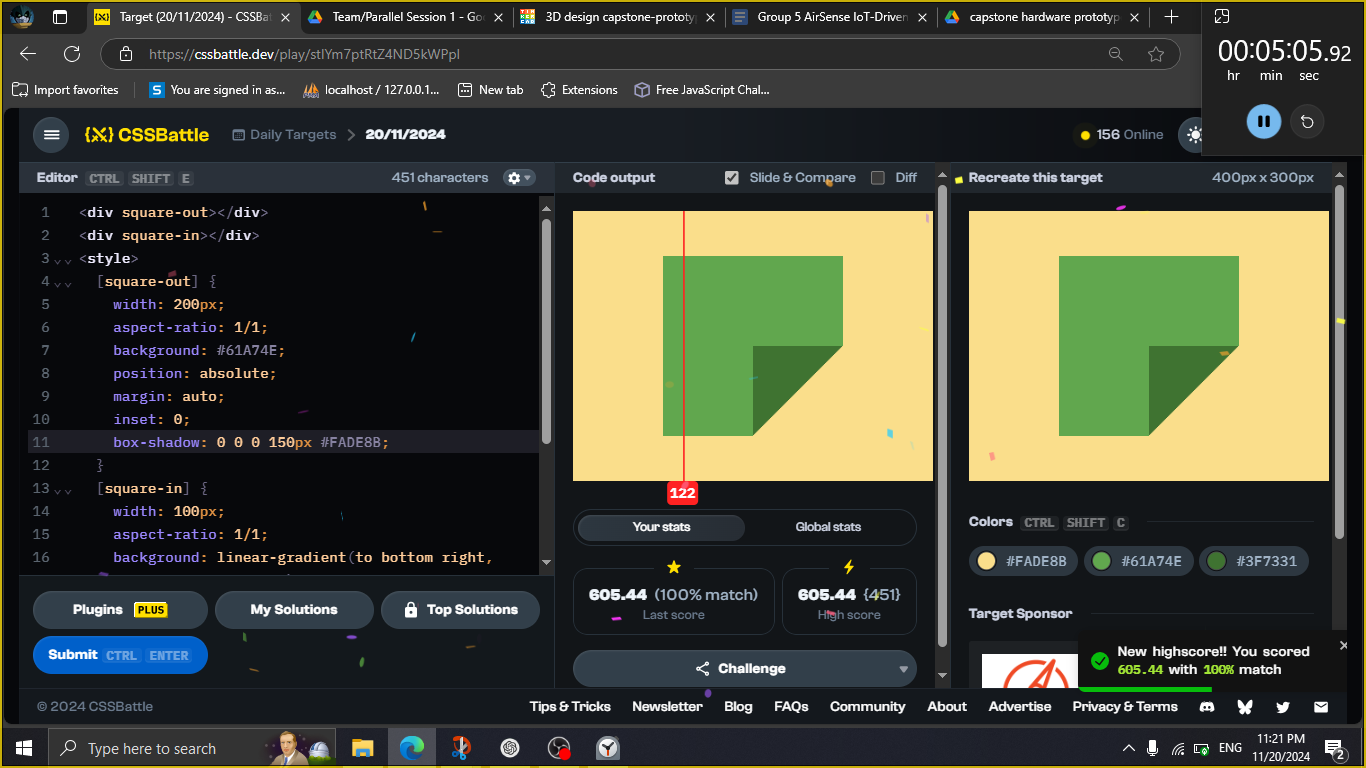 Target (20/11/2024) - CSSBat
Team/Parallel Session 1 - Goo
3D design capstone-prototyp
Group 5 AirSense IoT-Driven
capstone hardware prototyp
https://cssbattle.dev/play/stlYm7ptRtZ4ND5kWPpl
00:05:05.92
hr min sec
Import favorites
You are signed in as...
localhost / 127.0.0.1...
New tab
Extensions
Free JavaScript Chal...
{X} CSSBattle
Daily Targets > 20/11/2024
156 Online
Editor CTRL SHIFT E
451 characters
Code output
Slide & Compare
Diff
Recreate this target
400px x 300px
1 <div square-out></div>
2 <div square-in></div>
3 <style>
4 [square-out] {
5 width: 200px;
6 aspect-ratio: 1/1;
7 background: #61A74E;
8 position: absolute;
9 margin: auto;
10 inset: 0;
11 box-shadow: 0 0 0 150px #FADE8B;
12 }
13 [square-in] {
14 width: 100px;
15 aspect-ratio: 1/1;
16 background: linear-gradient(to bottom right,
122
Your stats
Global stats
605.44 (100% match)
Last score
605.44 {451}
High score
Challenge
Colors CTRL SHIFT C
#FADE8B
#61A74E
#3F7331
Target Sponsor
New highscore!! You scored
605.44 with 100% match
Plugins PLUS
My Solutions
Top Solutions
Submit CTRL ENTER
© 2024 CSSBattle
Tips & Tricks
Newsletter
Blog
FAQs
Community
About
Advertise
Privacy & Terms
Type here to search
ENG
11:21 PM
11/20/2024
2